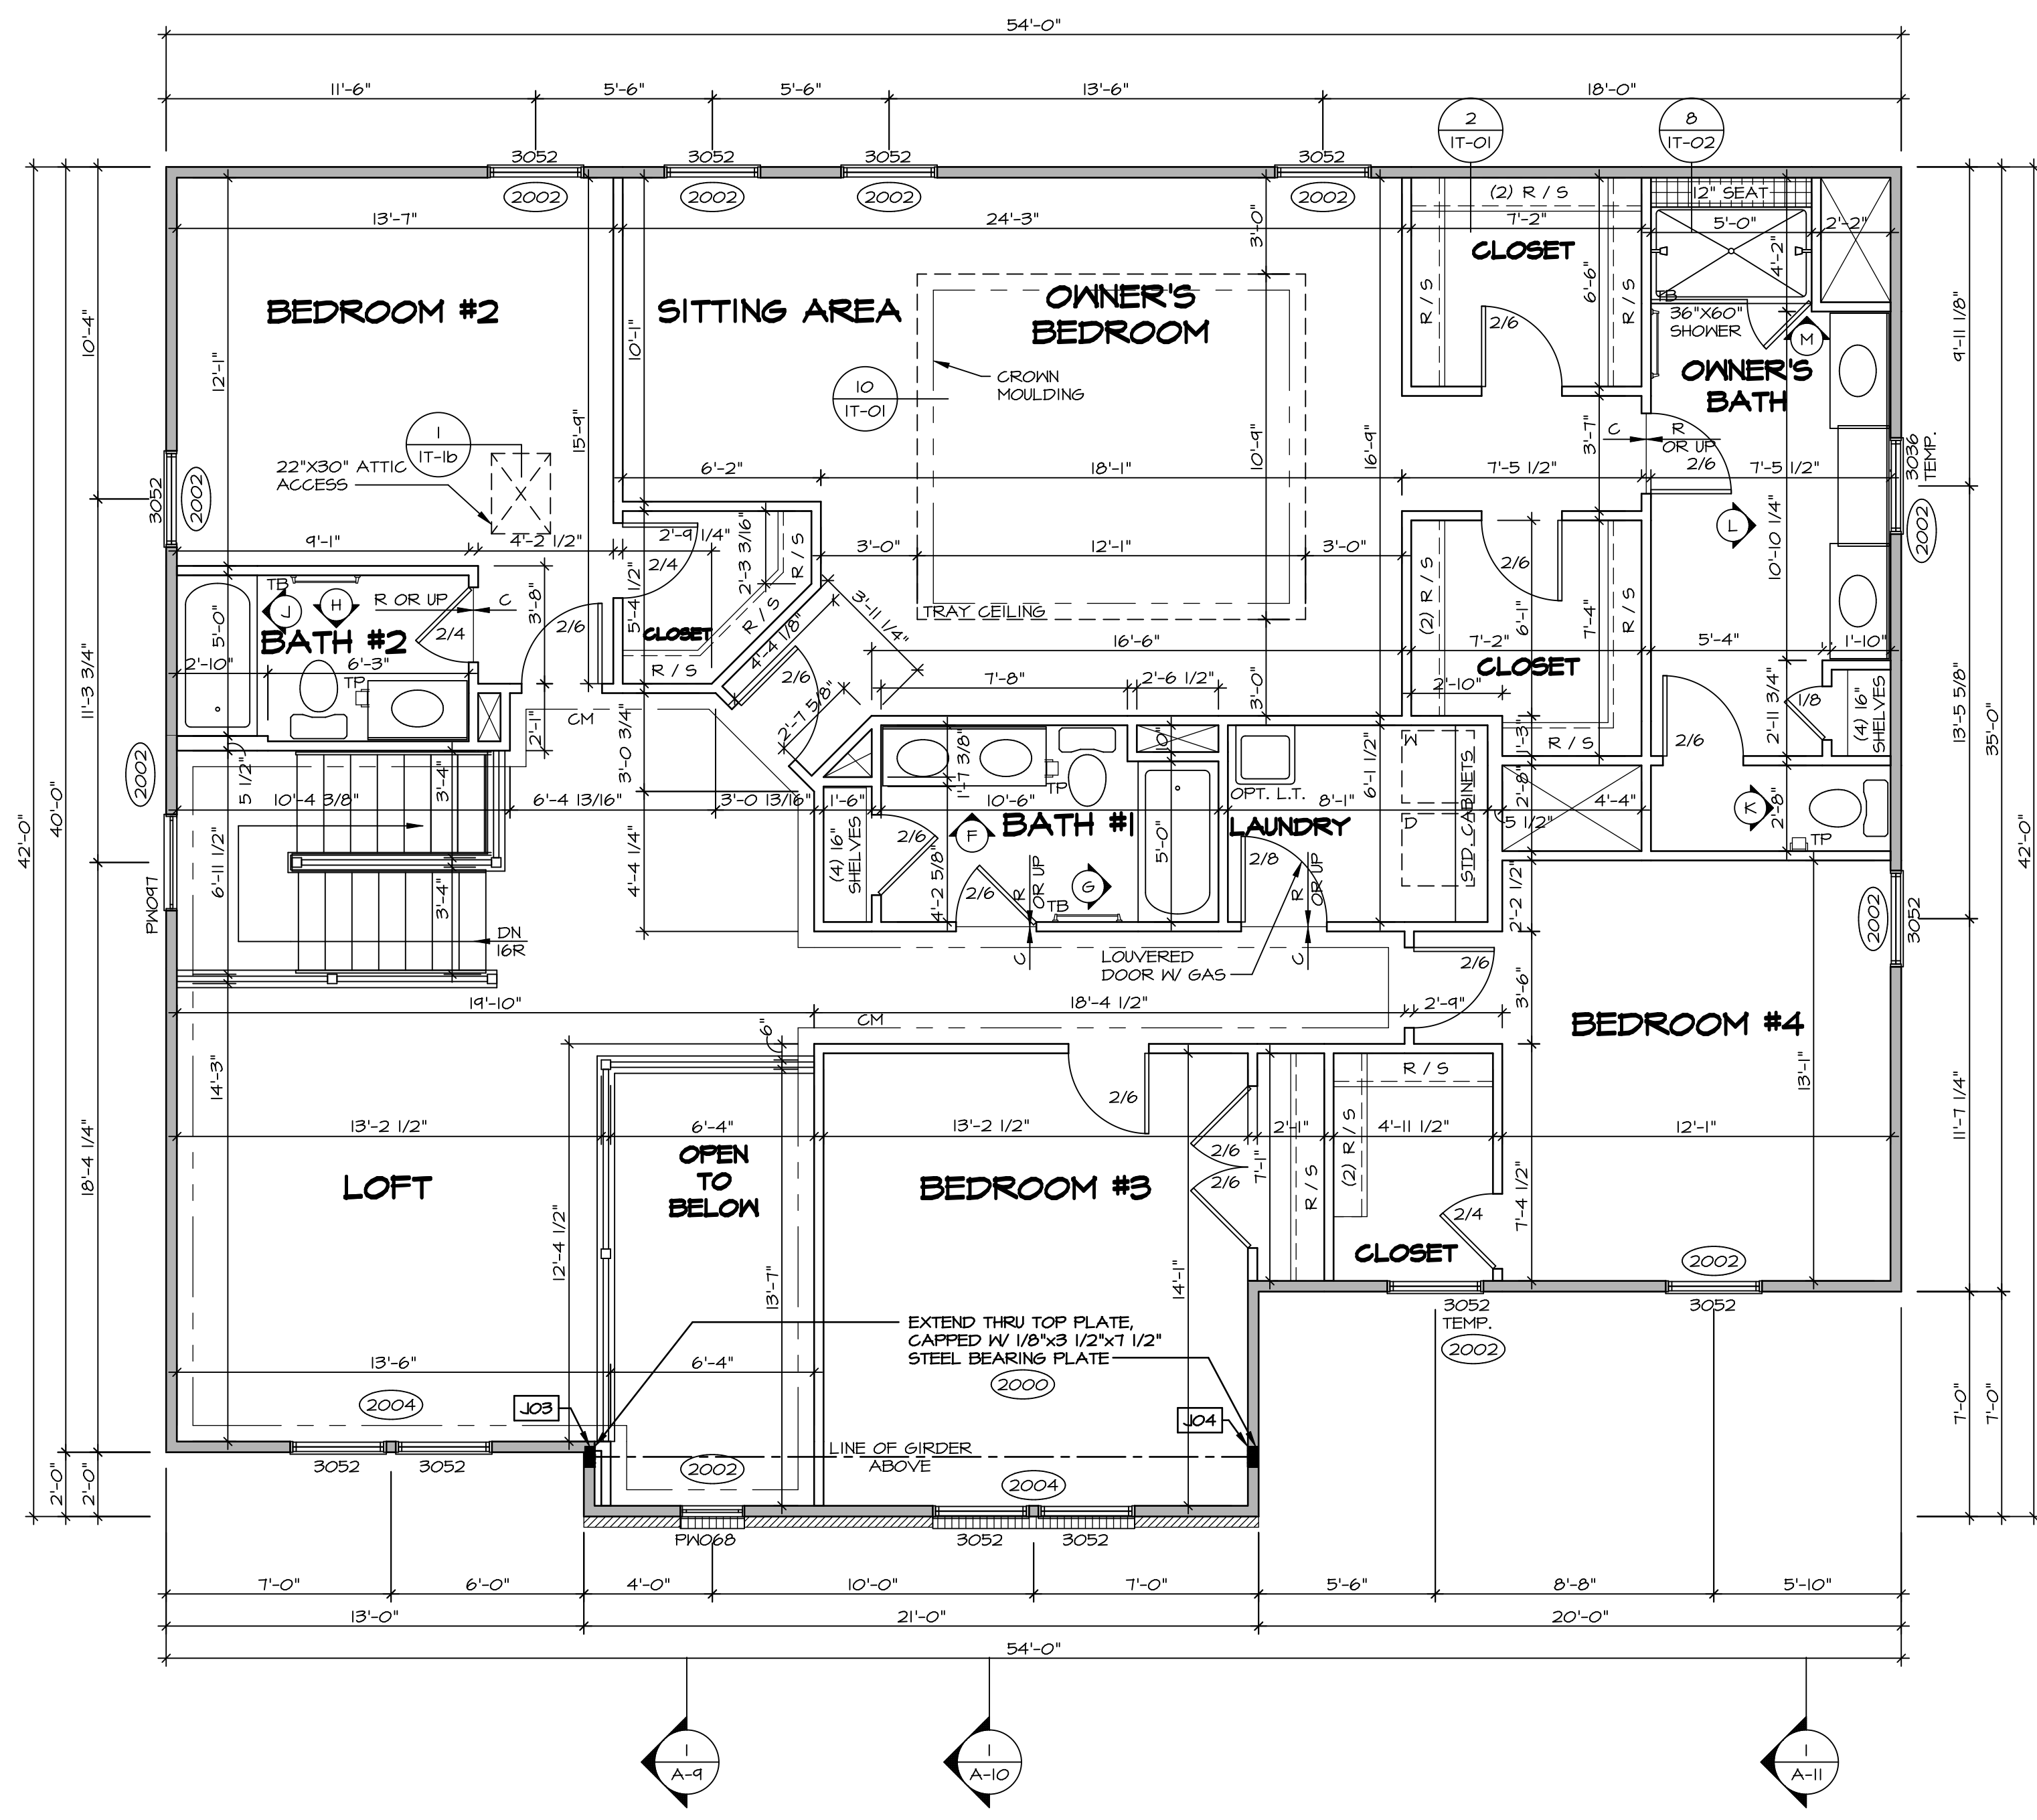 54'-0"
11'-6" 5'-6" 5'-6" 13'-6" 18'-0"
2 8
IT-01 IT-02
3052 3052 3052 3052
2002 2002 2002 2002
(2) R / S 12" SEAT
13'-7" 24'-3" 3'-0" 7'-2" 5'-0" 2'-2"
CLOSET
4'-2"
6'-6"
R / S R / S
BEDROOM #2 SITTING AREA OWNER'S
BEDROOM
2/6
TB
36"X60"
SHOWER
M
10'-4" 12'-1" 10'-1" 9'-11 1/8"
CROWN
MOULDING
10
IT-01
OWNER'S
BATH
1
IT-1b
15'-9" 10'-9" 16'-9" 3'-7"
C R
OR UP
2/6
3036
TEMP.
22"X30" ATTIC
ACCESS
6'-2" 18'-1" 7'-5 1/2" 7'-5 1/2"
3052
2002
L
2002
9'-1" 4'-2 1/2" 2'-9 1/4" 3'-0" 12'-1" 3'-0"
2/4 2'-3 3/16" R / S
2/6
10'-10 1/4"
TB
J H R OR UP C 3'-8"
2/6
5'-4 1/2"
TRAY CEILING
3'-11 1/4"
(2) R / S 6'-1" 7'-4" R / S
5'-0" BATH #2 2/4 CLOSET R / S 4'-4 1/8"
16'-6" 7'-2" 5'-4" 1'-10"
2'-10" 6'-3" R / S CLOSET
TP 2/6 7'-8" 2'-6 1/2" 3'-0" 2'-10"
11'-3 3/4" 13'-5 5/8" 35'-0"
CM 2'-1" 2'-7 5/8" 1/8
(4) 16"
SHELVES
2'-11 3/4"
2/6
R / S 1'-3"
3'-0 3/4"
2002
5 1/2" 3'-4" 1'-7 3/8" TP W
OPT. L.T. 6'-1 1/2" STD. CABINETS 2'-8"
10'-4 3/8" 6'-4 13/16" 3'-0 13/16" 1'-6" 10'-6" 8'-1" 5 1/2" 4'-4"
42'-0" 40'-0" 42'-0"
K 2'-8" TP
BATH #1 LAUNDRY D
F 2/6 2/8
6'-11 1/2" 4'-4 1/4" (4) 16"
SHELVES
4'-2 5/8" 5'-0"
PW097 3'-4"
2/6 R
OR UP
G TB R
OR UP
2'-2 1/2"
2002 3052
DN
16R
C C
LOUVERED
DOOR W/ GAS
2/6
3'-6"
19'-10" 18'-4 1/2" 2'-9"
CM
6"
BEDROOM #4
14'-3" 2/6 R / S 13'-1"
13'-2 1/2" 6'-4" 13'-2 1/2" 2'-1" 4'-11 1/2" 12'-1"
18'-4 1/4" 11'-7 1/4"
OPEN
TO
BELOW
LOFT BEDROOM #3
2/6
2/6
7'-1" R / S (2) R / S 7'-4 1/2"
2/4
CLOSET
12'-4 1/2" 13'-7" 14'-1"
2002
3052
TEMP.
2002
3052
EXTEND THRU TOP PLATE,
CAPPED W/ 1/8"x3 1/2"x7 1/2"
STEEL BEARING PLATE
13'-6" 6'-4"
2000
2004 J03 J04
7'-0" 7'-0"
LINE OF GIRDER
ABOVE
3052 3052 2002 2004
2'-0" 2'-0"
PW068 3052 3052
7'-0" 6'-0" 4'-0" 10'-0" 7'-0" 5'-6" 8'-8" 5'-10"
13'-0" 21'-0" 20'-0"
54'-0"
1 1 1
A-9 A-10 A-11